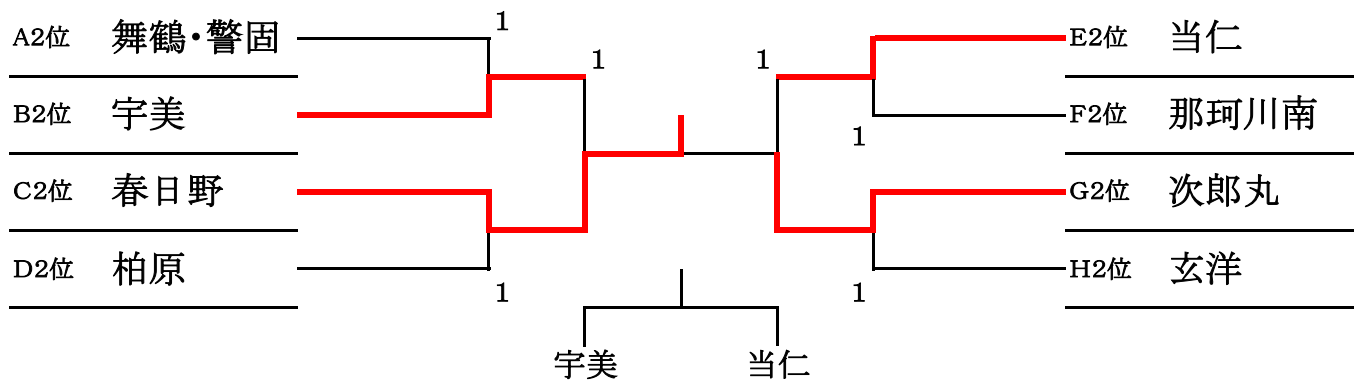 A2位 舞鶴・警固
B2位 宇美
C2位 春日野
D2位 柏原
1
1
1
1
1
1
E2位 当仁
F2位 那珂川南
G2位 次郎丸
H2位 玄洋
宇美
当仁